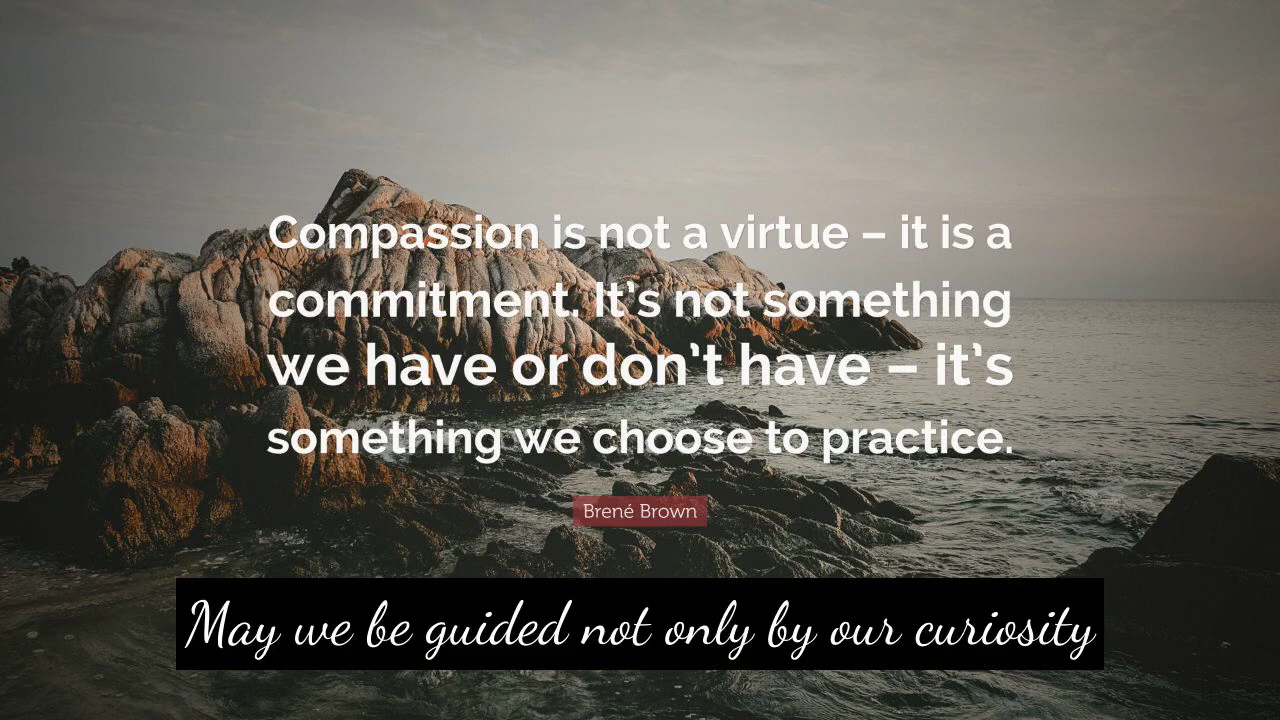 Compassion is not a virtue – it is a
commitment. It’s not something
we have or don’t have – it’s
something we choose to practice.
Brené Brown
May we be guided not only by our curiosity